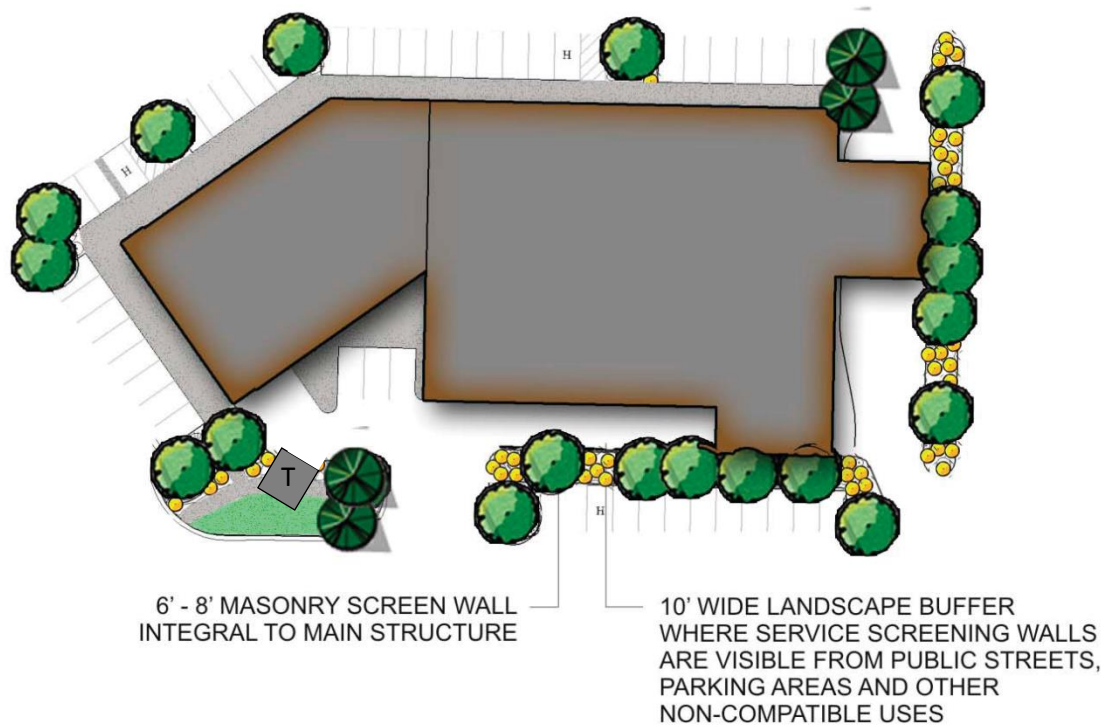 H
H
T
H
6’ - 8’ MASONRY SCREEN WALL
INTEGRAL TO MAIN STRUCTURE
10’ WIDE LANDSCAPE BUFFER
WHERE SERVICE SCREENING WALLS
ARE VISIBLE FROM PUBLIC STREETS,
PARKING AREAS AND OTHER
NON-COMPATIBLE USES